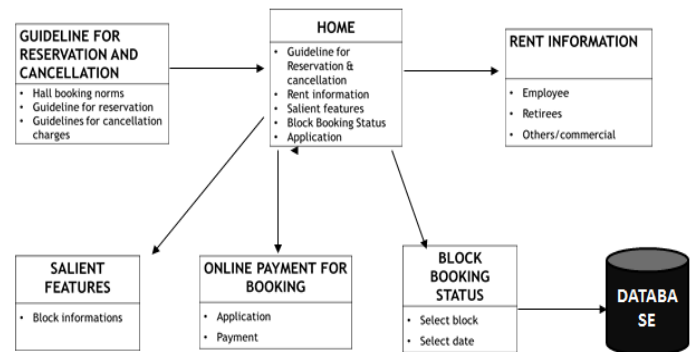 GUIDELINE FOR
RESERVATION AND
CANCELLATION
• Hall booking norms
• Guideline for reservation
• Guidelines for cancellation
charges
HOME
• Guideline for
Reservation &
cancellation
• Rent information
• Salient features
• Block Booking Status
• Application
RENT INFORMATION
• Employee
• Retirees
• Others/commercial
SALIENT
FEATURES
• Block informations
ONLINE PAYMENT FOR
BOOKING
• Application
• Payment
BLOCK
BOOKING
STATUS
• Select block
• Select date
DATABA
SE